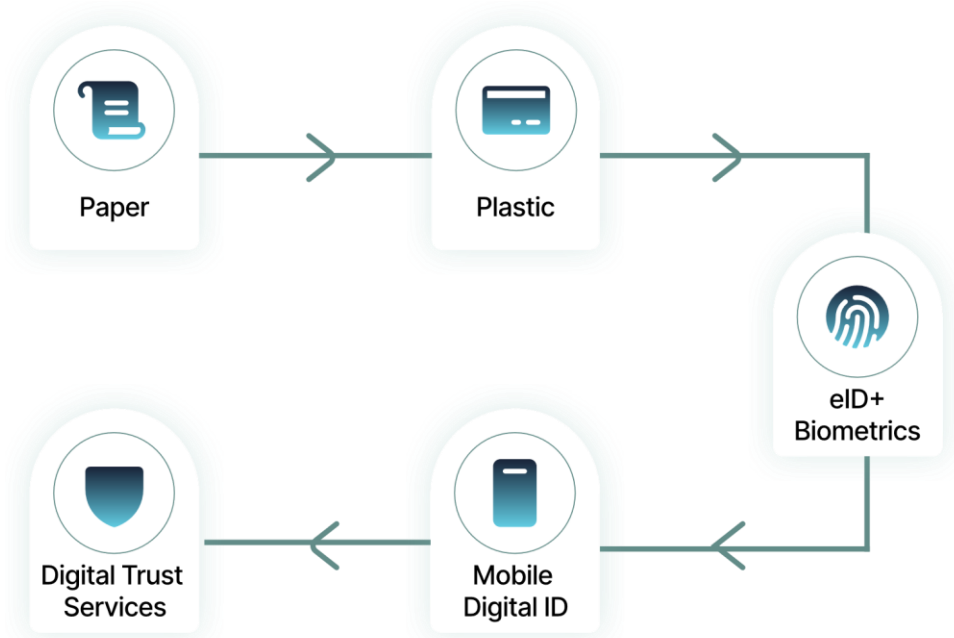 Paper
Plastic
eID+
Biometrics
Mobile
Digital ID
Digital Trust
Services